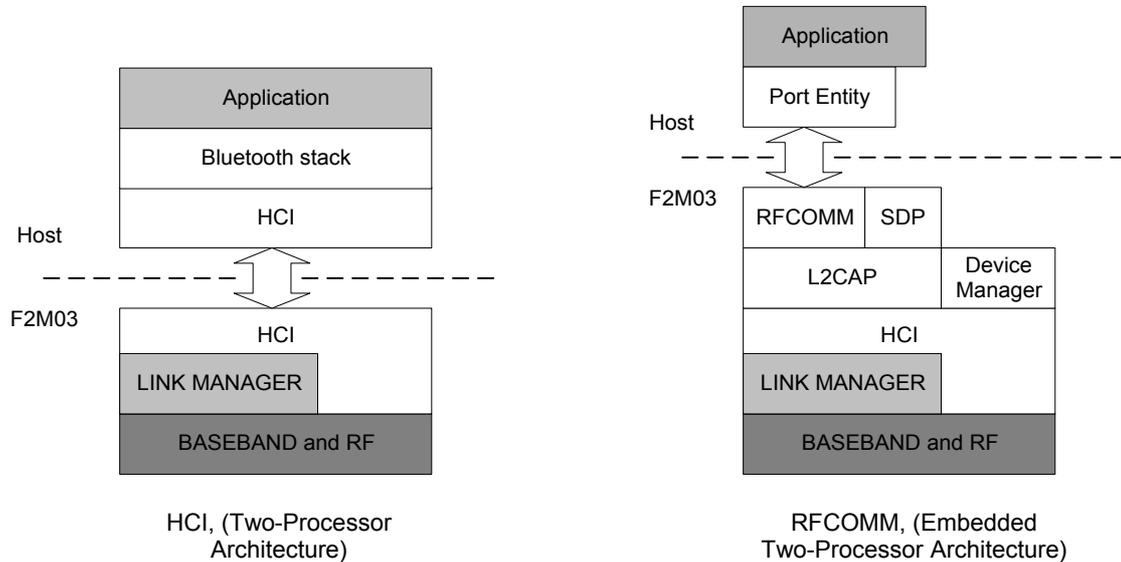 Application
Bluetooth stack
HCI
Host
F2M03
HCI
LINK MANAGER
BASEBAND and RF
HCI, (Two-Processor
Architecture)
Application
Port Entity
Host
F2M03
RFCOMM
SDP
L2CAP
Device
Manager
HCI
LINK MANAGER
BASEBAND and RF
RFCOMM, (Embedded
Two-Processor Architecture)